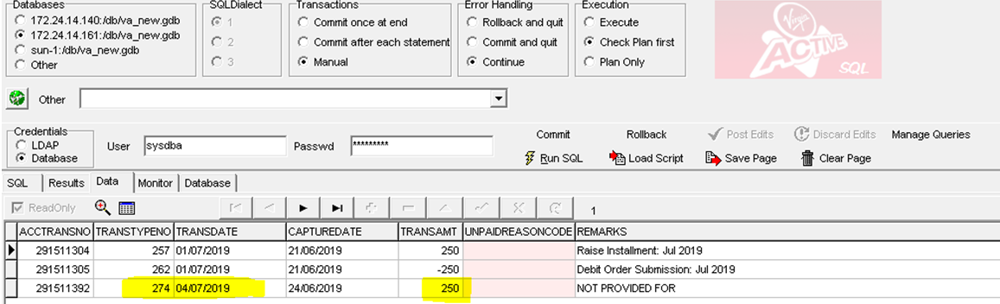 Databases
172.24.14.140:/db/va_new.gdb
172.24.14.161:/db/va_new.gdb
sun-1:/db/va_new.gdb
Other
SQLDialect
1
2
3
Transactions
Commit once at end
Commit after each statement
Manual
Error Handling
Rollback and quit
Commit and quit
Continue
Execution
Execute
Check Plan first
Plan Only
Virgin
ACTIVE
SQL
Other
Credentials
LDAP
Database
User sysdba Passwd *********
Commit Rollback Post Edits Discard Edits Manage Queries
Run SQL Load Script Save Page Clear Page
SQL Results Data Monitor Database
ReadOnly 1
ACCTRANSNO TRANSTYPENO TRANSDATE CAPTUREDATE TRANSAMT UNPAIDREASONCODE REMARKS
291511304 257 01/07/2019 21/06/2019 250 Raise Installment: Jul 2019
291511305 262 01/07/2019 21/06/2019 -250 Debit Order Submission: Jul 2019
291511392 274 04/07/2019 24/06/2019 250 NOT PROVIDED FOR